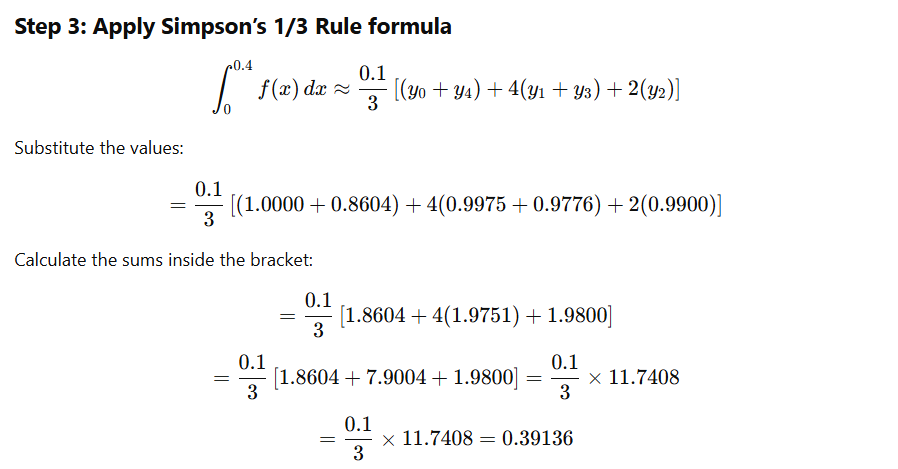 Step 3: Apply Simpson's 1/3 Rule formula
∫₀^0.4 f(x) dx ≈ 0.1/3 [(y₀ + y₄) + 4(y₁ + y₃) + 2(y₂)]
Substitute the values:
= 0.1/3 [(1.0000 + 0.8604) + 4(0.9975 + 0.9776) + 2(0.9900)]
Calculate the sums inside the bracket:
= 0.1/3 [1.8604 + 4(1.9751) + 1.9800]
= 0.1/3 [1.8604 + 7.9004 + 1.9800] = 0.1/3 × 11.7408
= 0.1/3 × 11.7408 = 0.39136